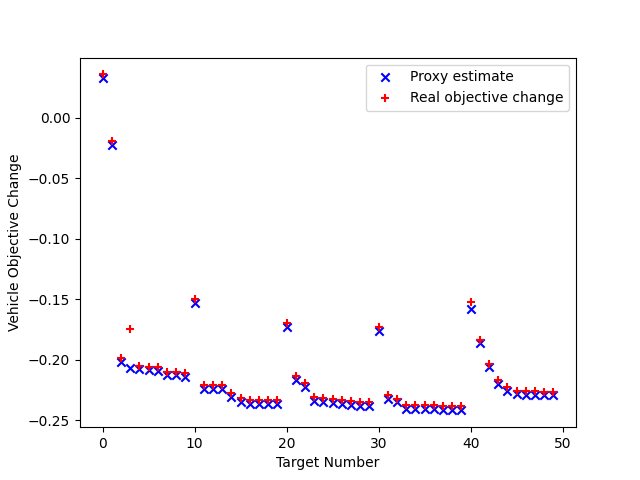 Proxy estimate
Real objective change
Vehicle Objective Change
0.00
−0.05
−0.10
−0.15
−0.20
−0.25
0 10 20 30 40 50
Target Number